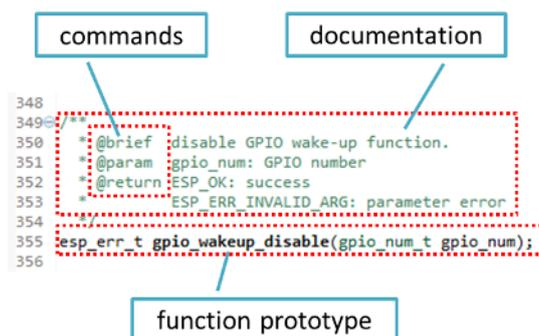 commands
documentation
348
349 /**
350 * @brief disable GPIO wake-up function.
351 * @param gpio_num: GPIO number
352 * @return ESP_OK: success
353 * ESP_ERR_INVALID_ARG: parameter error
354 */
355 esp_err_t gpio_wakeup_disable(gpio_num_t gpio_num);
356
function prototype